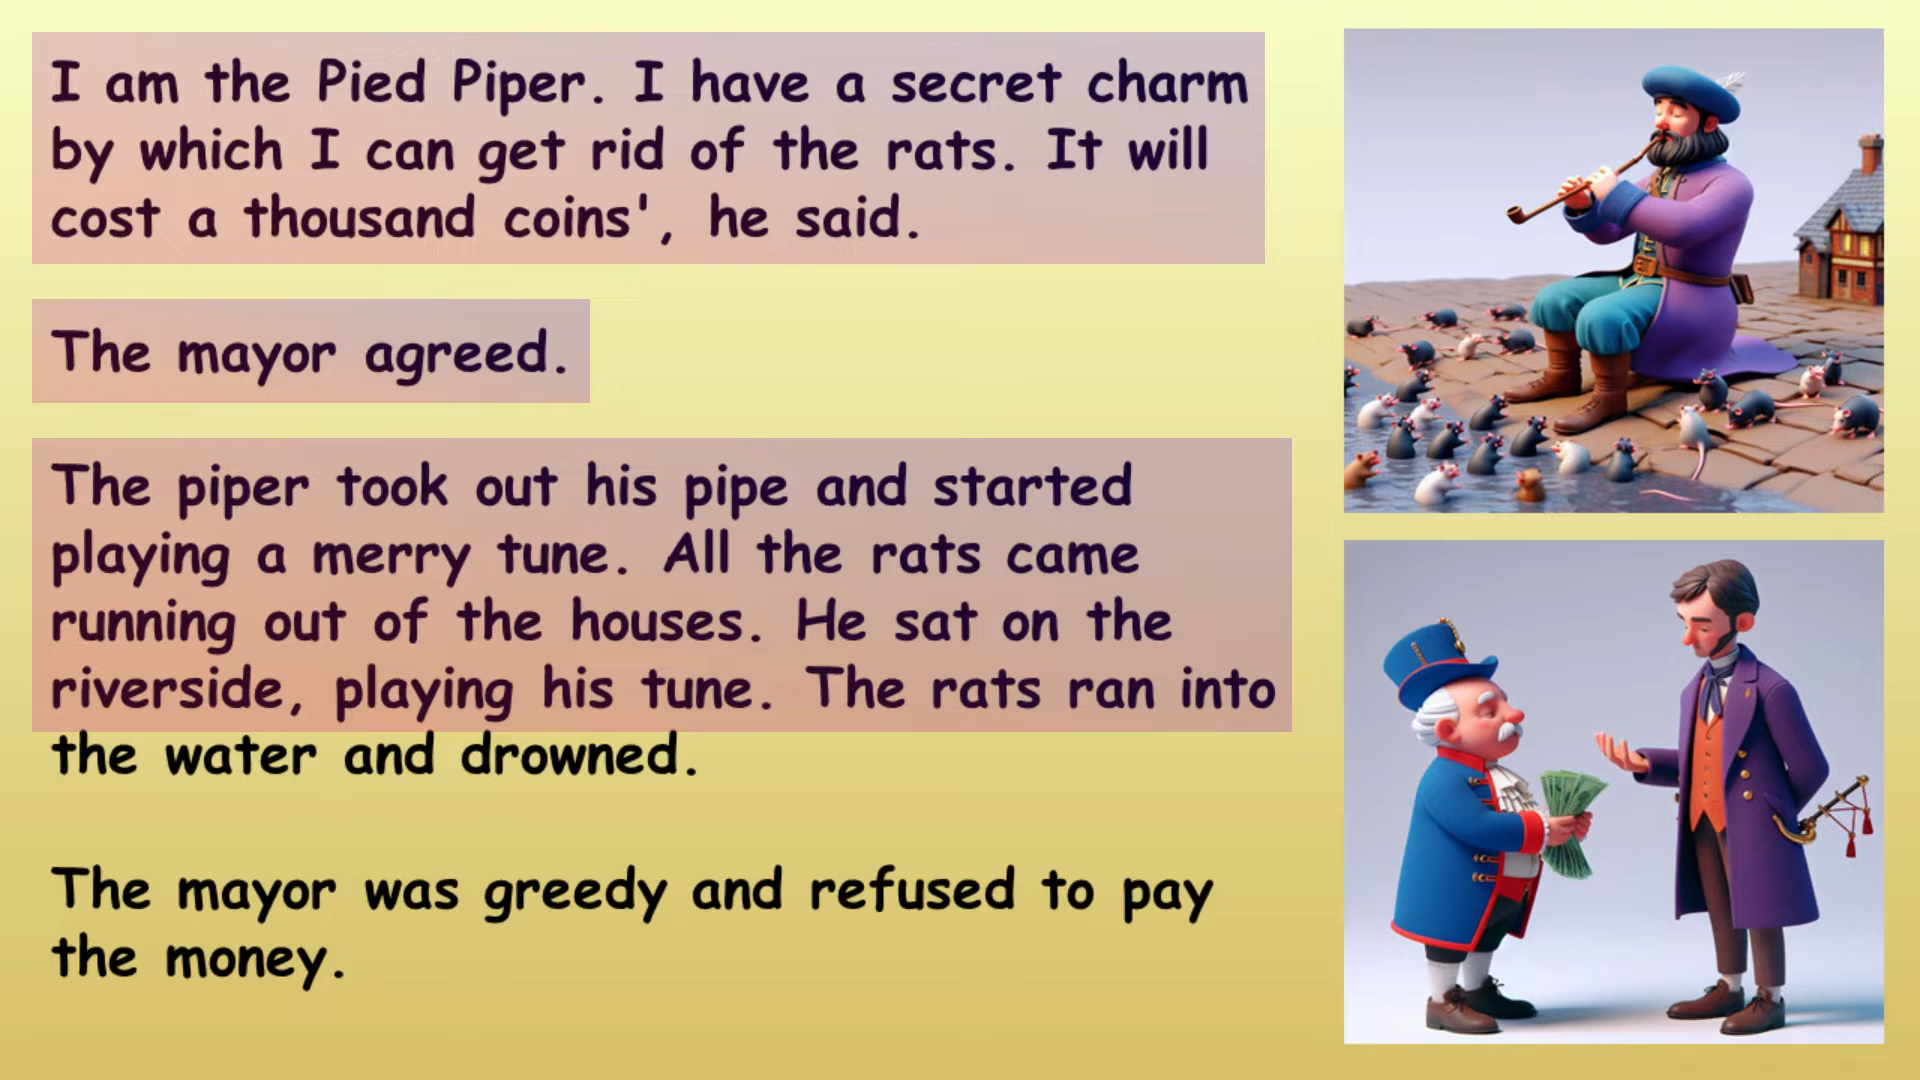 I am the Pied Piper. I have a secret charm
by which I can get rid of the rats. It will
cost a thousand coins', he said.
The mayor agreed.
The piper took out his pipe and started
playing a merry tune. All the rats came
running out of the houses. He sat on the
riverside, playing his tune. The rats ran into
the water and drowned.
The mayor was greedy and refused to pay
the money.